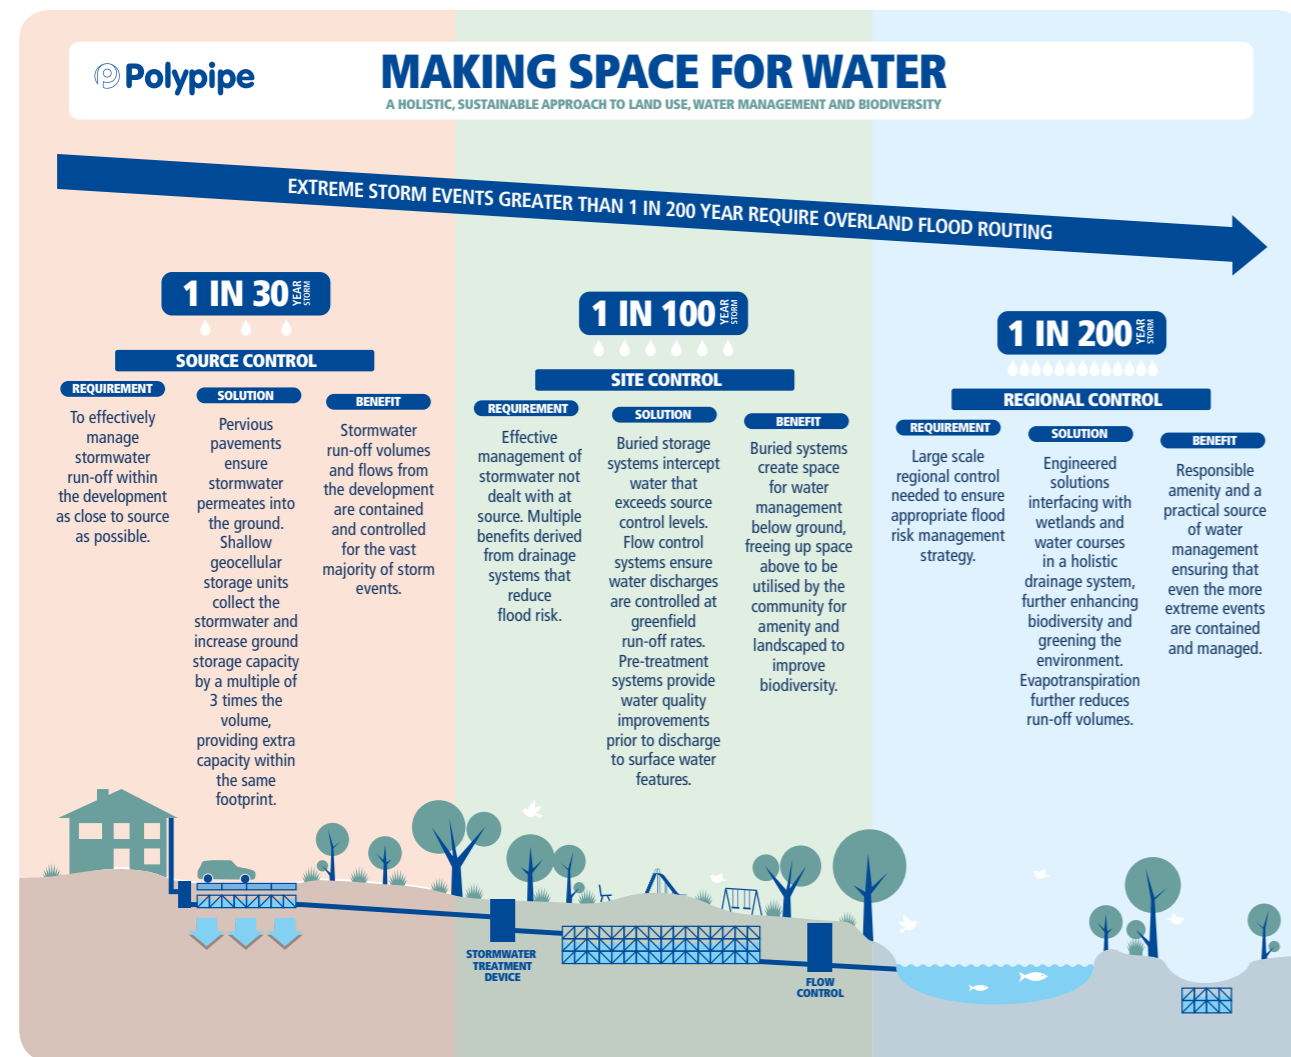 Polypipe
MAKING SPACE FOR WATER
A HOLISTIC, SUSTAINABLE APPROACH TO LAND USE, WATER MANAGEMENT AND BIODIVERSITY
EXTREME STORM EVENTS GREATER THAN 1 IN 200 YEAR REQUIRE OVERLAND FLOOD ROUTING
1 IN 30 YEAR STORM
SOURCE CONTROL
REQUIREMENT
To effectively
manage
stormwater
run-off within
the development
as close to source
as possible.
SOLUTION
Pervious
pavements
ensure
stormwater
permeates into
the ground.
Shallow
geocellular
storage units
collect the
stormwater and
increase ground
storage capacity
by a multiple of
3 times the
volume,
providing extra
capacity within
the same
footprint.
BENEFIT
Stormwater
run-off volumes
and flows from
the development
are contained
and controlled
for the vast
majority of storm
events.
1 IN 100 YEAR STORM
SITE CONTROL
REQUIREMENT
Effective
management of
stormwater not
dealt with at
source. Multiple
benefits derived
from drainage
systems that
reduce
flood risk.
SOLUTION
Buried storage
systems intercept
water that
exceeds source
control levels.
Flow control
systems ensure
water discharges
are controlled at
greenfield
run-off rates.
Pre-treatment
systems provide
water quality
improvements
prior to discharge
to surface water
features.
BENEFIT
Buried systems
create space
for water
management
below ground,
freeing up space
above to be
utilised by the
community for
amenity and
landscaped to
improve
biodiversity.
1 IN 200 YEAR STORM
REGIONAL CONTROL
REQUIREMENT
Large scale
regional control
needed to ensure
appropriate flood
risk management
strategy.
SOLUTION
Engineered
solutions
interfacing with
wetlands and
water courses
in a holistic
drainage system,
further enhancing
biodiversity and
greening the
environment.
Evapotranspiration
further reduces
run-off volumes.
BENEFIT
Responsible
amenity and a
practical source
of water
management
ensuring that
even the more
extreme events
are contained
and managed.
STORMWATER
TREATMENT
DEVICE
FLOW
CONTROL